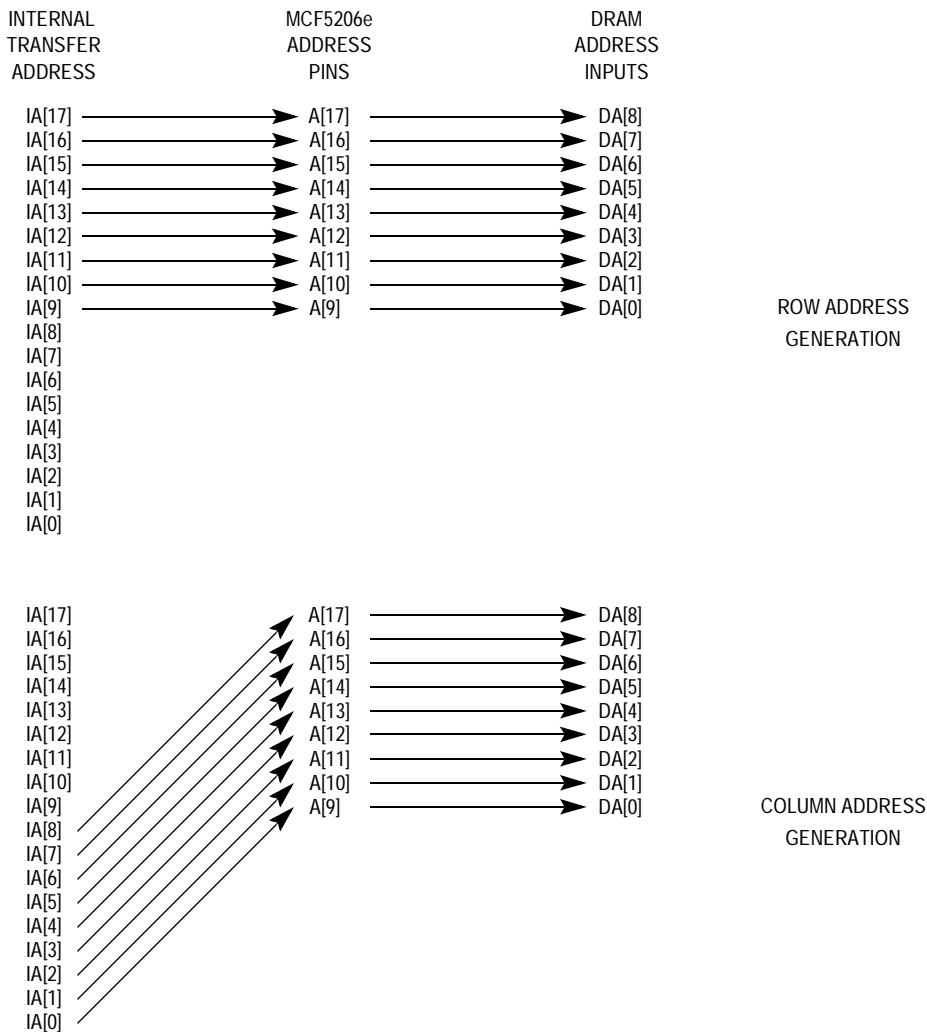 INTERNAL MCF5206e DRAM
TRANSFER ADDRESS ADDRESS
ADDRESS PINS INPUTS
IA[17] A[17] DA[8]
IA[16] A[16] DA[7]
IA[15] A[15] DA[6]
IA[14] A[14] DA[5]
IA[13] A[13] DA[4]
IA[12] A[12] DA[3]
IA[11] A[11] DA[2]
IA[10] A[10] DA[1]
IA[9] A[9] DA[0] ROW ADDRESS
IA[8] GENERATION
IA[7]
IA[6]
IA[5]
IA[4]
IA[3]
IA[2]
IA[1]
IA[0]
IA[17] A[17] DA[8]
IA[16] A[16] DA[7]
IA[15] A[15] DA[6]
IA[14] A[14] DA[5]
IA[13] A[13] DA[4]
IA[12] A[12] DA[3]
IA[11] A[11] DA[2]
IA[10] A[10] DA[1]
IA[9] A[9] DA[0] COLUMN ADDRESS
IA[8] GENERATION
IA[7]
IA[6]
IA[5]
IA[4]
IA[3]
IA[2]
IA[1]
IA[0]